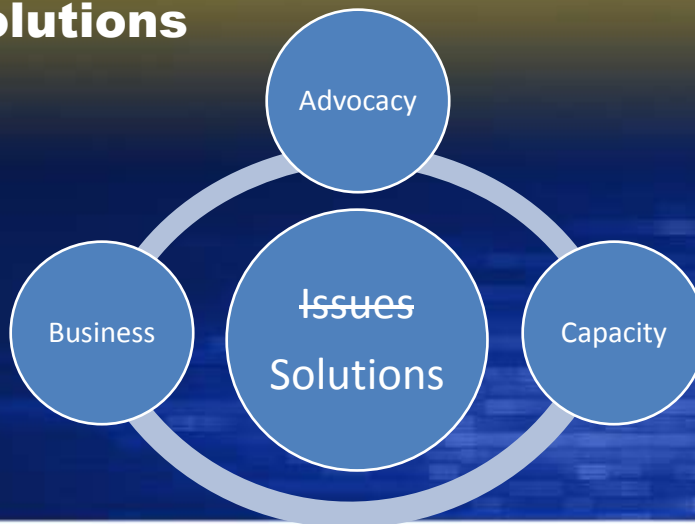 olutions
Advocacy
Business
~~Issues~~
Solutions
Capacity